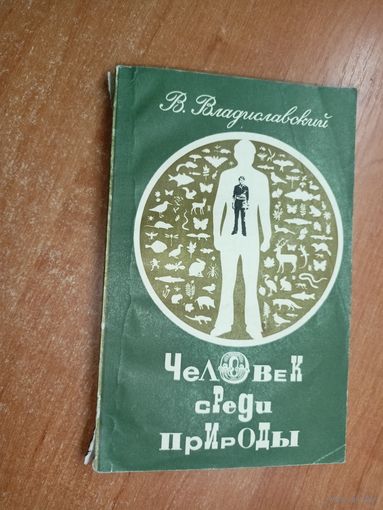 В. Владиславский
Человек
среди
природы